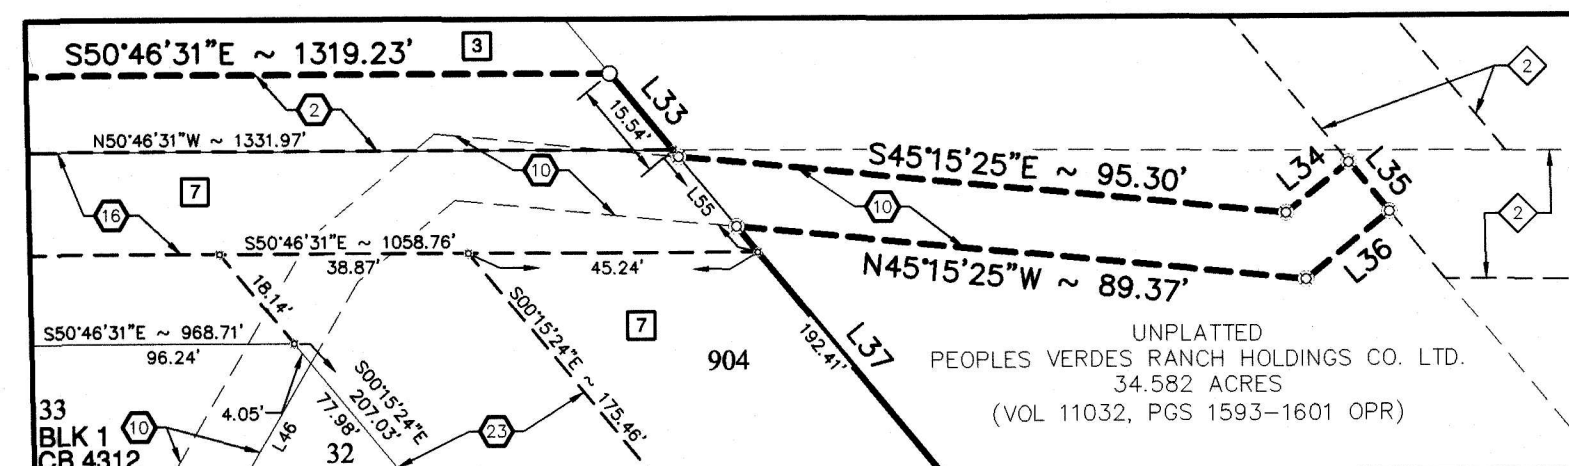 S50°46'31"E ~ 1319.23'
3
2
L33
15.54'
2
N50°46'31"W ~ 1331.97'
10
S45°15'25"E ~ 95.30'
L34
L35
7
16
L55
10
2
S50°46'31"E ~ 1058.76'
38.87'
45.24'
N45°15'25"W ~ 89.37'
L36
18.14'
S00°15'24"E ~ 175.46'
7
S50°46'31"E ~ 968.71'
96.24'
S00°15'24"E
207.03'
77.98'
904
192.41'
L37
UNPLATTED
PEOPLES VERDES RANCH HOLDINGS CO. LTD.
34.582 ACRES
(VOL 11032, PGS 1593-1601 OPR)
4.05'
33
BLK 1
CB 4312
10
L46
32
23